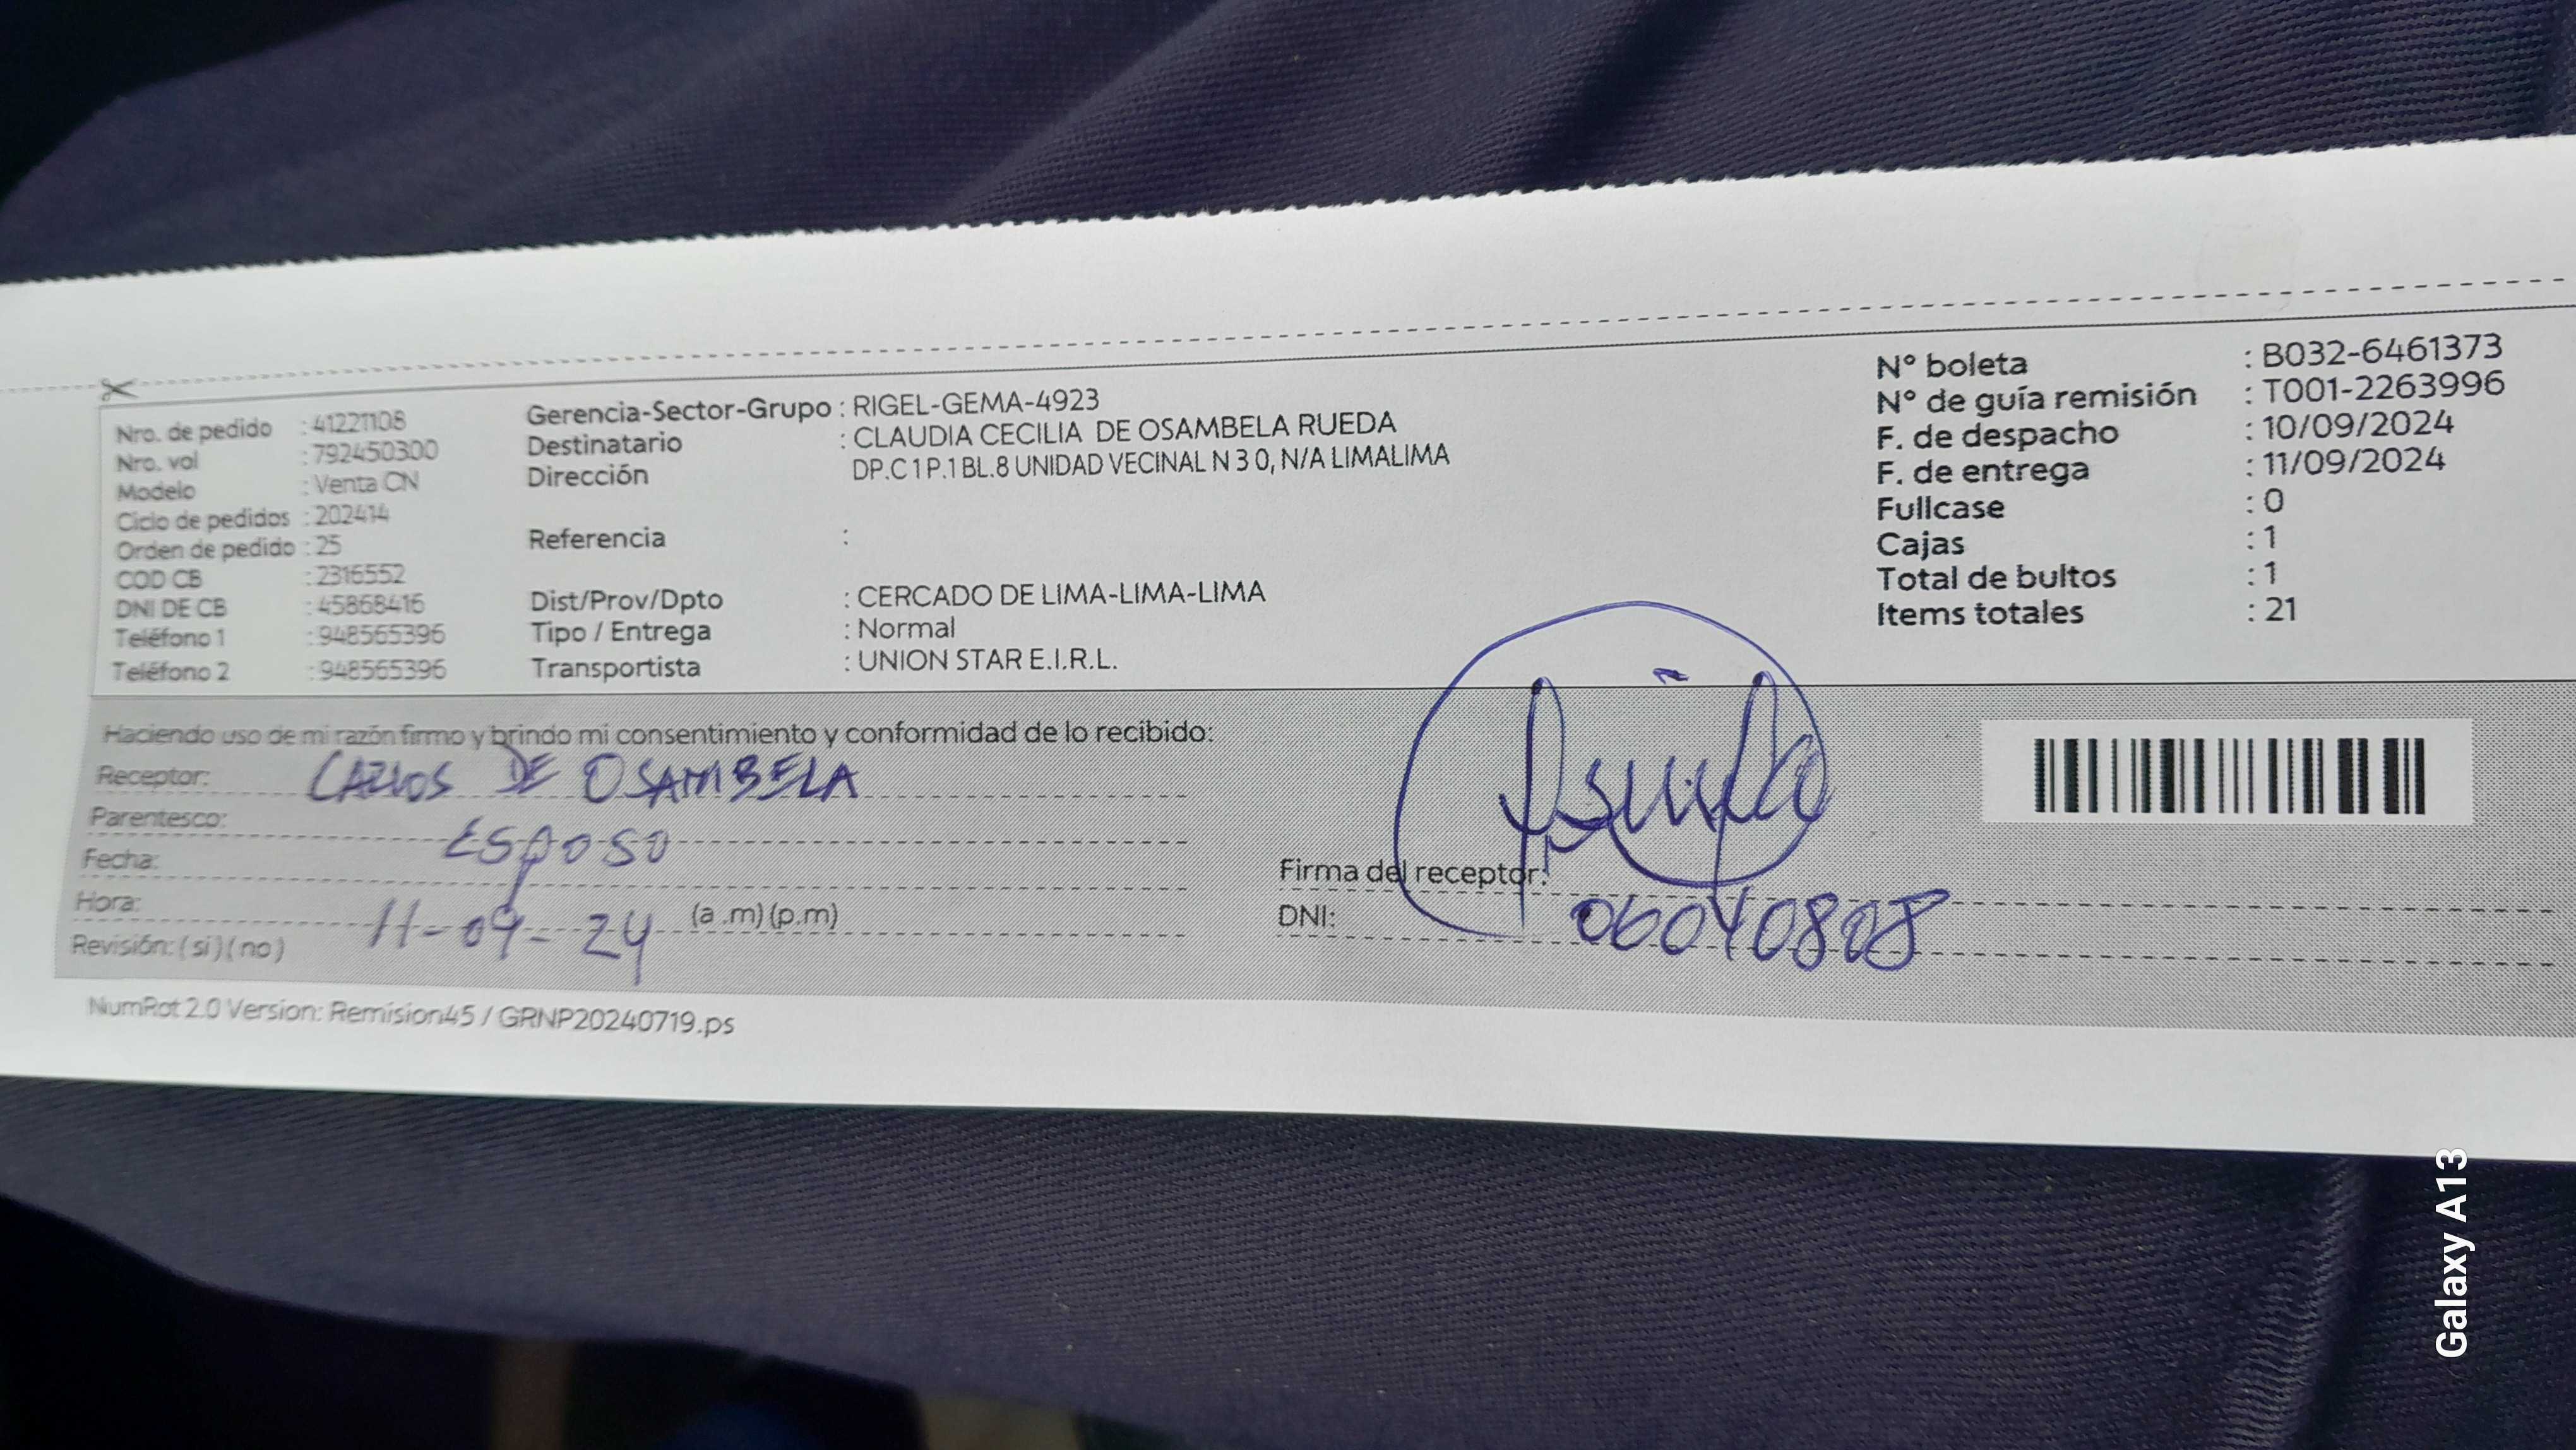 Nro. de pedido : 41221108
Nro. vol : 792450300
Modelo : Venta CN
Ciclo de pedidos : 202414
Orden de pedido : 25
COD CB : 2316552
DNI DE CB : 45868416
Teléfono 1 : 948565396
Teléfono 2 : 948565396
Gerencia-Sector-Grupo : RIGEL-GEMA-4923
Destinatario : CLAUDIA CECILIA DE OSAMBELA RUEDA
Dirección DP.C 1 P.1 BL.8 UNIDAD VECINAL N 3 0, N/A LIMALIMA
Referencia :
Dist/Prov/Dpto : CERCADO DE LIMA-LIMA-LIMA
Tipo / Entrega : Normal
Transportista : UNION STAR E.I.R.L.
N° boleta : B032-6461373
N° de guía remisión : T001-2263996
F. de despacho : 10/09/2024
F. de entrega : 11/09/2024
Fullcase : 0
Cajas : 1
Total de bultos : 1
Items totales : 21
Haciendo uso de mi razón firmo y brindo mi consentimiento y conformidad de lo recibido:
Receptor: CARLOS DE OSAMBELA
Parentesco: ESPOSO
Fecha:
Hora: 11-09-24 (a .m) (p.m)
Revisión: ( si ) ( no )
Firma del receptor:
DNI: 06040808
NumRot 2.0 Version: Remision45 / GRNP20240719.ps
Galaxy A13